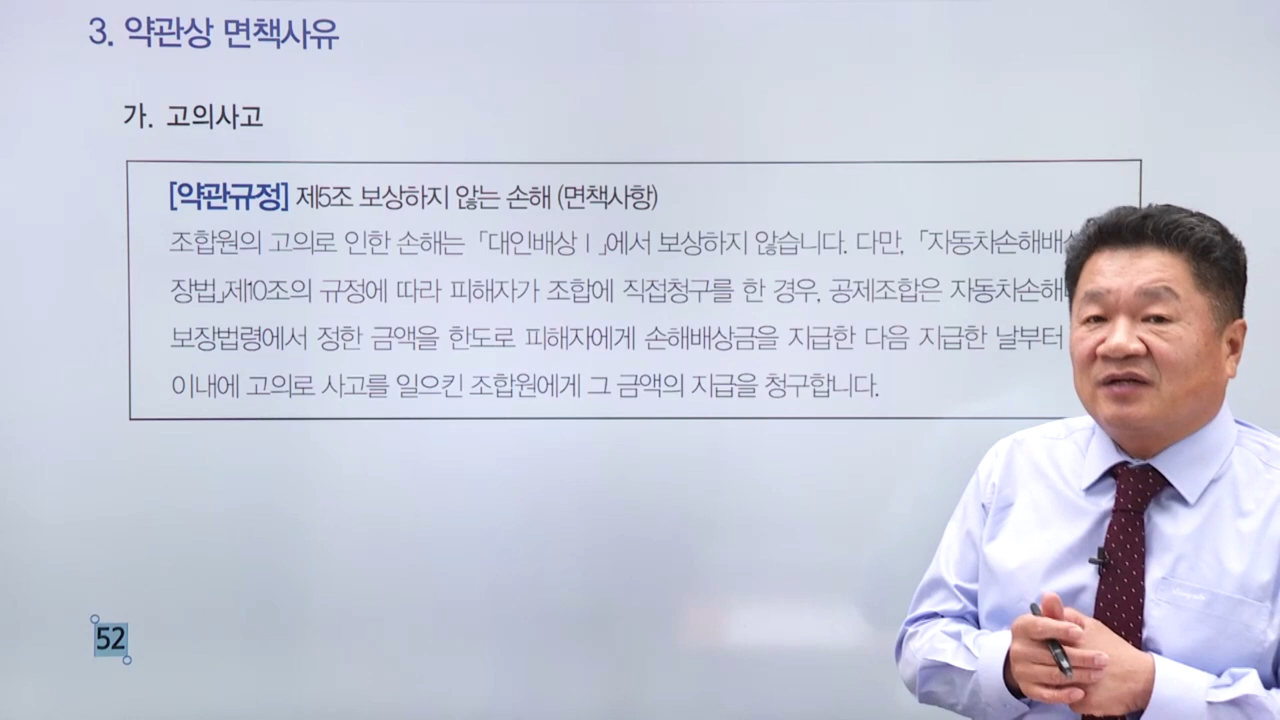 3. 약관상 면책사유
가. 고의사고
[약관규정] 제5조 보상하지 않는 손해 (면책사항)
조합원의 고의로 인한 손해는 「대인배상Ⅰ」에서 보상하지 않습니다. 다만, 「자동차손해배상
장법」제10조의 규정에 따라 피해자가 조합에 직접청구를 한 경우, 공제조합은 자동차손해
보장법령에서 정한 금액을 한도로 피해자에게 손해배상금을 지급한 다음 지급한 날부터
이내에 고의로 사고를 일으킨 조합원에게 그 금액의 지급을 청구합니다.
52